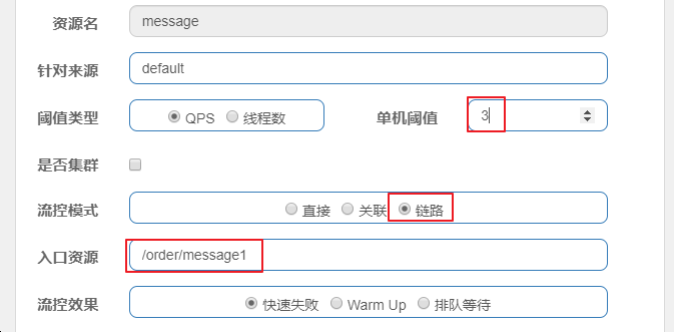 资源名 message
针对来源 default
阈值类型 QPS 线程数 单机阈值 3
是否集群
流控模式 直接 关联 链路
入口资源 /order/message1
流控效果 快速失败 Warm Up 排队等待